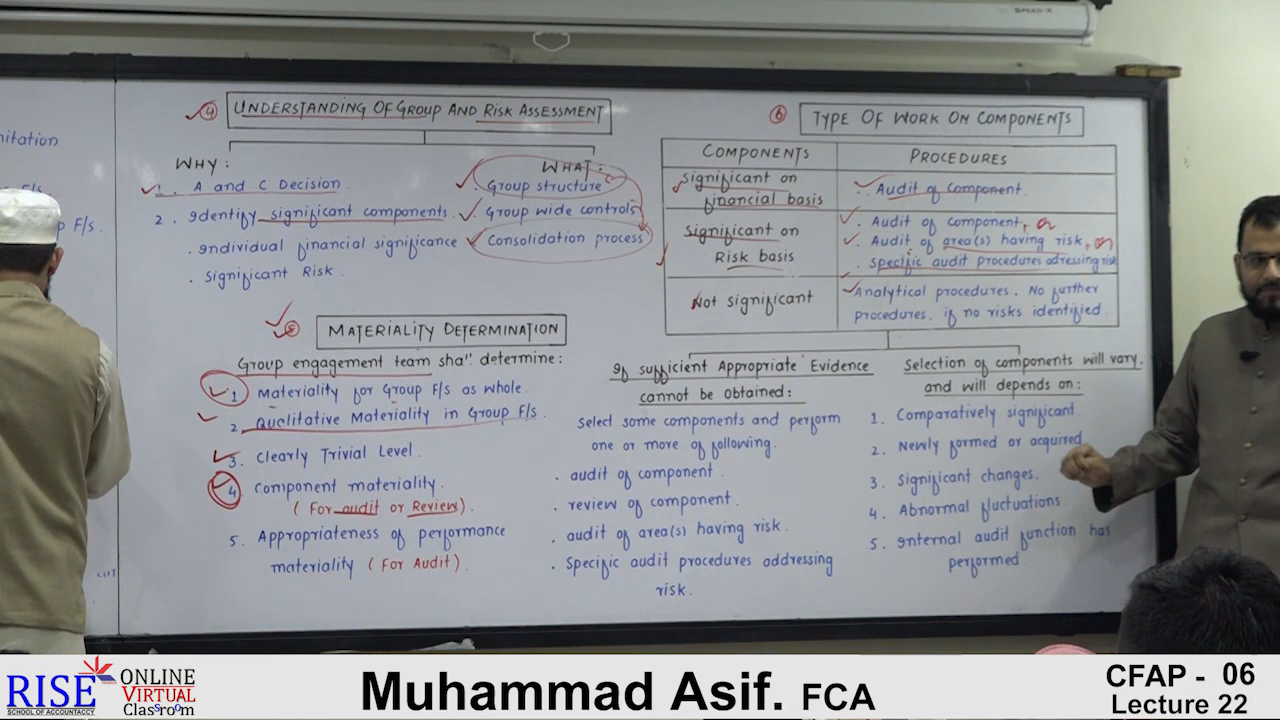 SPEED-X
nitation
F/s.
p F/s.
④ UNDERSTANDING OF GROUP AND RISK ASSESSMENT
WHY:
1. A and C Decision.
2. Identify significant components.
. Individual financial significance
. Significant Risk.
WHAT:
. Group structure
. Group wide controls
. Consolidation process
⑤ MATERIALITY DETERMINATION
Group engagement team shall determine:
1 Materiality for Group F/s as whole.
2. Qualitative Materiality in Group F/s.
3. Clearly Trivial Level.
4 Component materiality.
(For audit or Review).
5. Appropriateness of performance
materiality (For Audit).
⑥ TYPE OF WORK ON COMPONENTS
COMPONENTS PROCEDURES
Significant on
financial basis
. Audit of Component.
Significant on
Risk basis
. Audit of component, or
. Audit of area(s) having risk, or
. Specific audit procedures adressing risk
Not significant
Analytical procedures. No further
procedures. if no risks identified.
If sufficient Appropriate Evidence
cannot be obtained:
Select some components and perform
one or more of following.
. audit of component.
. review of component.
. audit of area(s) having risk.
. Specific audit procedures addressing
risk.
Selection of components will vary.
and will depends on:
1. Comparatively significant.
2. Newly formed or acquired
3. Significant changes.
4. Abnormal fluctuations.
5. Internal audit function has
performed
RISE
SCHOOL OF ACCOUNTANCY
ONLINE
VIRTUAL
Classroom
Muhammad Asif. FCA
CFAP - 06
Lecture 22